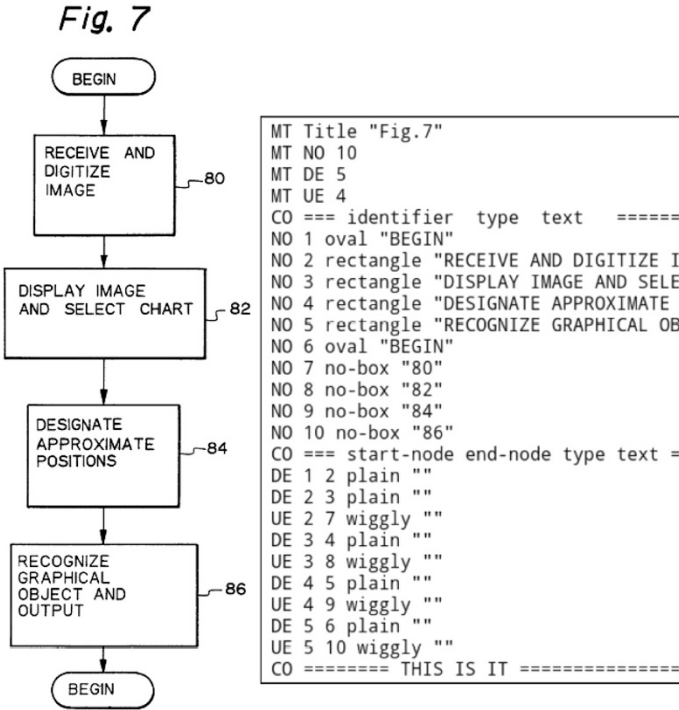 Fig. 7
BEGIN
RECEIVE AND
DIGITIZE
IMAGE
80
DISPLAY IMAGE
AND SELECT CHART
82
DESIGNATE
APPROXIMATE
POSITIONS
84
RECOGNIZE
GRAPHICAL
OBJECT AND
OUTPUT
86
BEGIN
MT Title "Fig.7"
MT NO 10
MT DE 5
MT UE 4
CO === identifier type text ======
NO 1 oval "BEGIN"
NO 2 rectangle "RECEIVE AND DIGITIZE I
NO 3 rectangle "DISPLAY IMAGE AND SELE
NO 4 rectangle "DESIGNATE APPROXIMATE
NO 5 rectangle "RECOGNIZE GRAPHICAL OB
NO 6 oval "BEGIN"
NO 7 no-box "80"
NO 8 no-box "82"
NO 9 no-box "84"
NO 10 no-box "86"
CO === start-node end-node type text =
DE 1 2 plain ""
DE 2 3 plain ""
UE 2 7 wiggly ""
DE 3 4 plain ""
UE 3 8 wiggly ""
DE 4 5 plain ""
UE 4 9 wiggly ""
DE 5 6 plain ""
UE 5 10 wiggly ""
CO ======== THIS IS IT ================